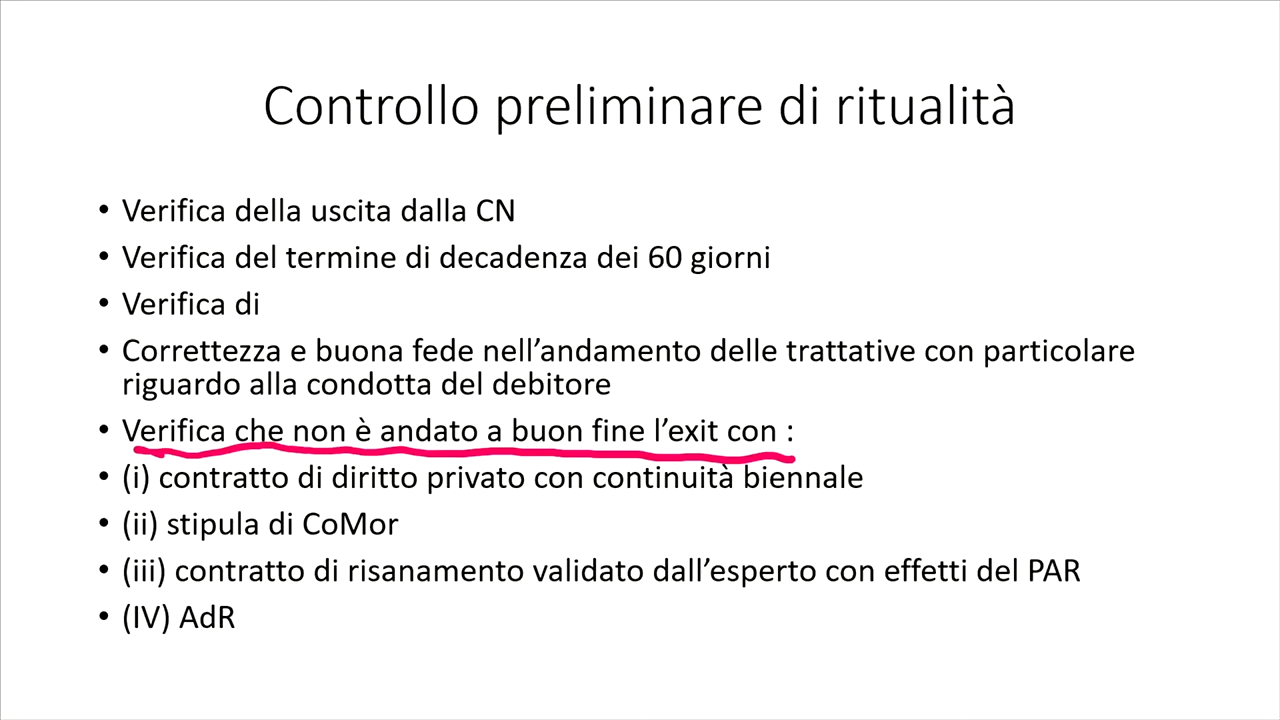 Controllo preliminare di ritualità
• Verifica della uscita dalla CN
• Verifica del termine di decadenza dei 60 giorni
• Verifica di
• Correttezza e buona fede nell’andamento delle trattative con particolare
riguardo alla condotta del debitore
• Verifica che non è andato a buon fine l’exit con :
• (i) contratto di diritto privato con continuità biennale
• (ii) stipula di CoMor
• (iii) contratto di risanamento validato dall’esperto con effetti del PAR
• (IV) AdR